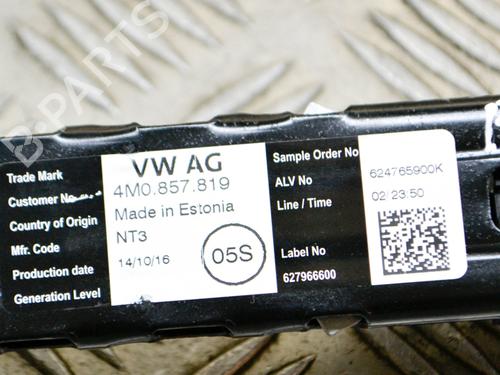 B-PARTS
Trade Mark VW AG
Customer No 4M0.857.819
Country of Origin Made in Estonia
Mfr. Code NT3
Production date 14/10/16
Generation Level
05S
Sample Order No
ALV No 624765900K
Line / Time 02/23.50
Label No
627966600